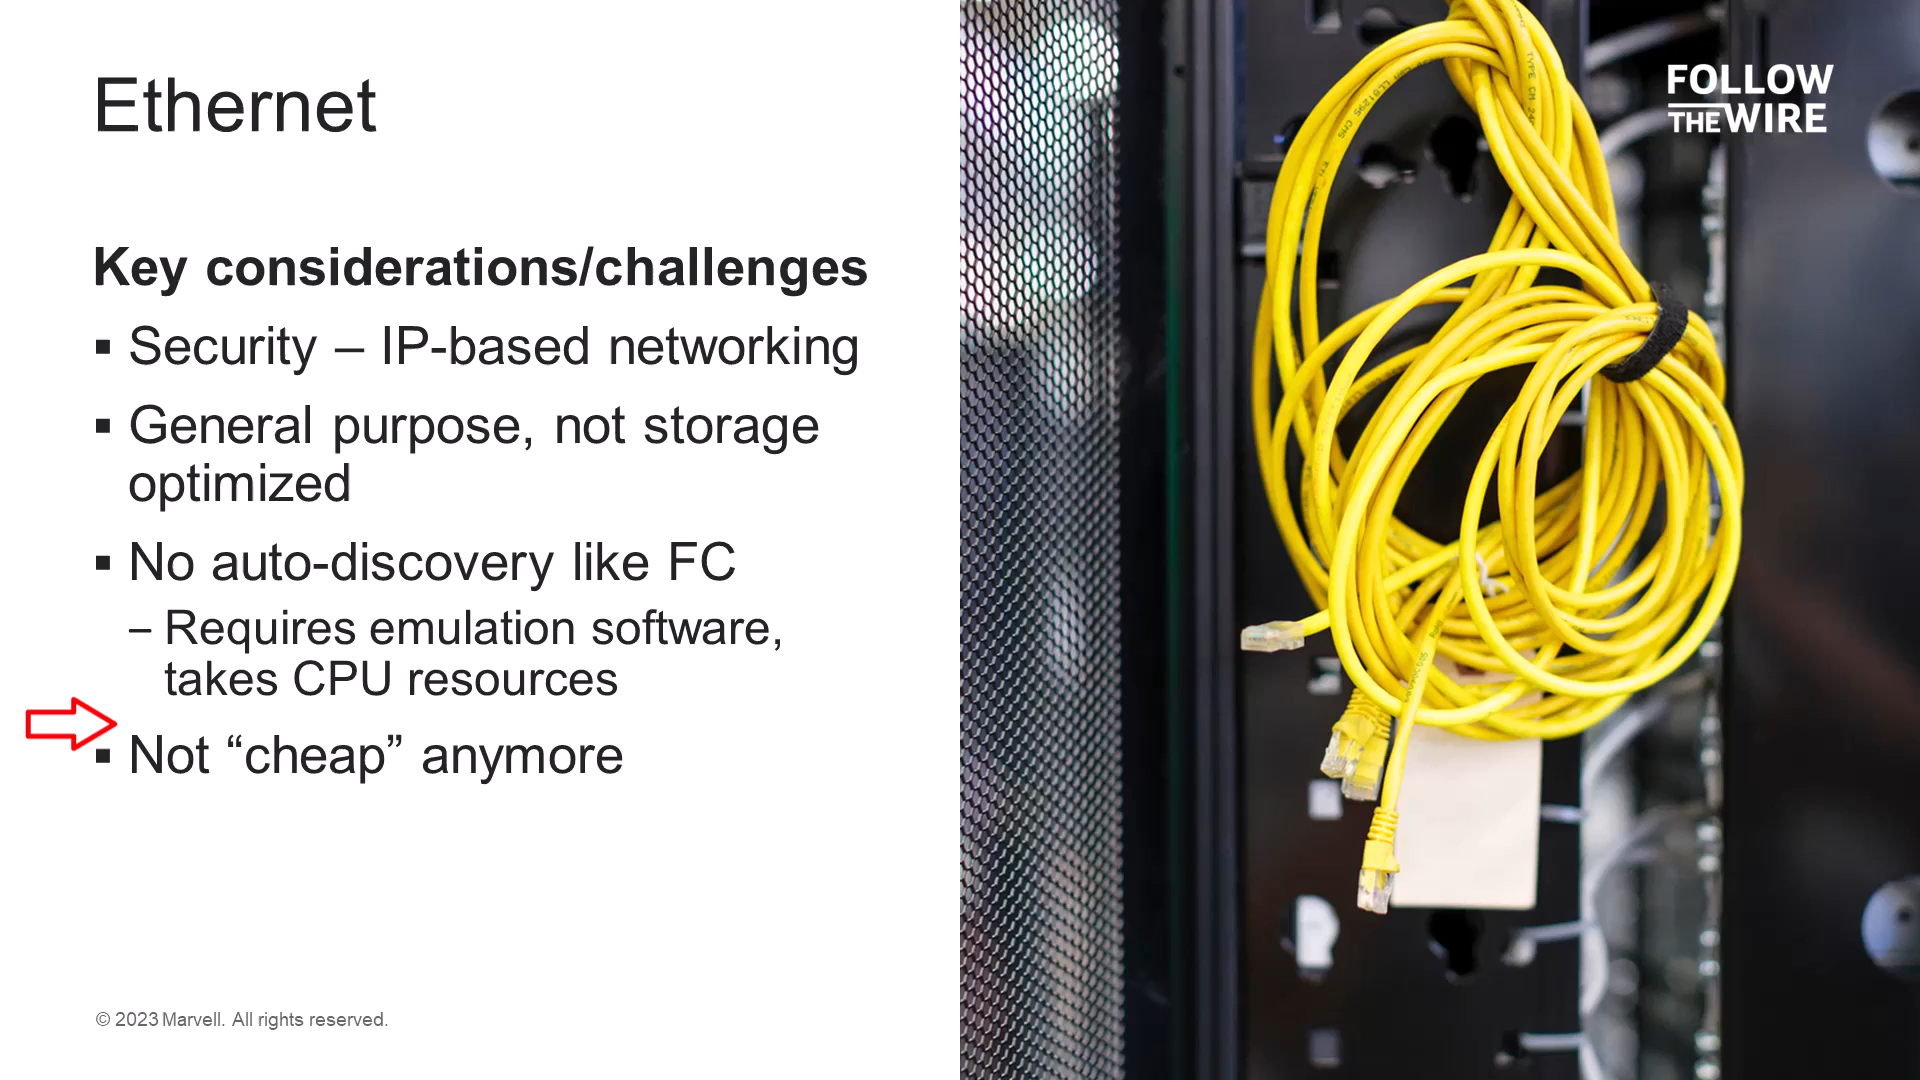 Ethernet
FOLLOW
THE WIRE
Key considerations/challenges
▪ Security – IP-based networking
▪ General purpose, not storage
optimized
▪ No auto-discovery like FC
– Requires emulation software,
takes CPU resources
▪ Not “cheap” anymore
© 2023 Marvell. All rights reserved.